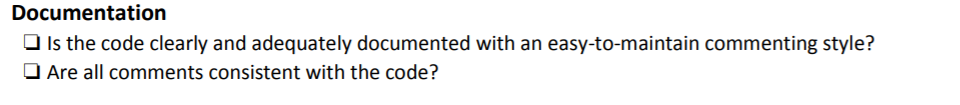 Documentation
❏ Is the code clearly and adequately documented with an easy-to-maintain commenting style?
❏ Are all comments consistent with the code?